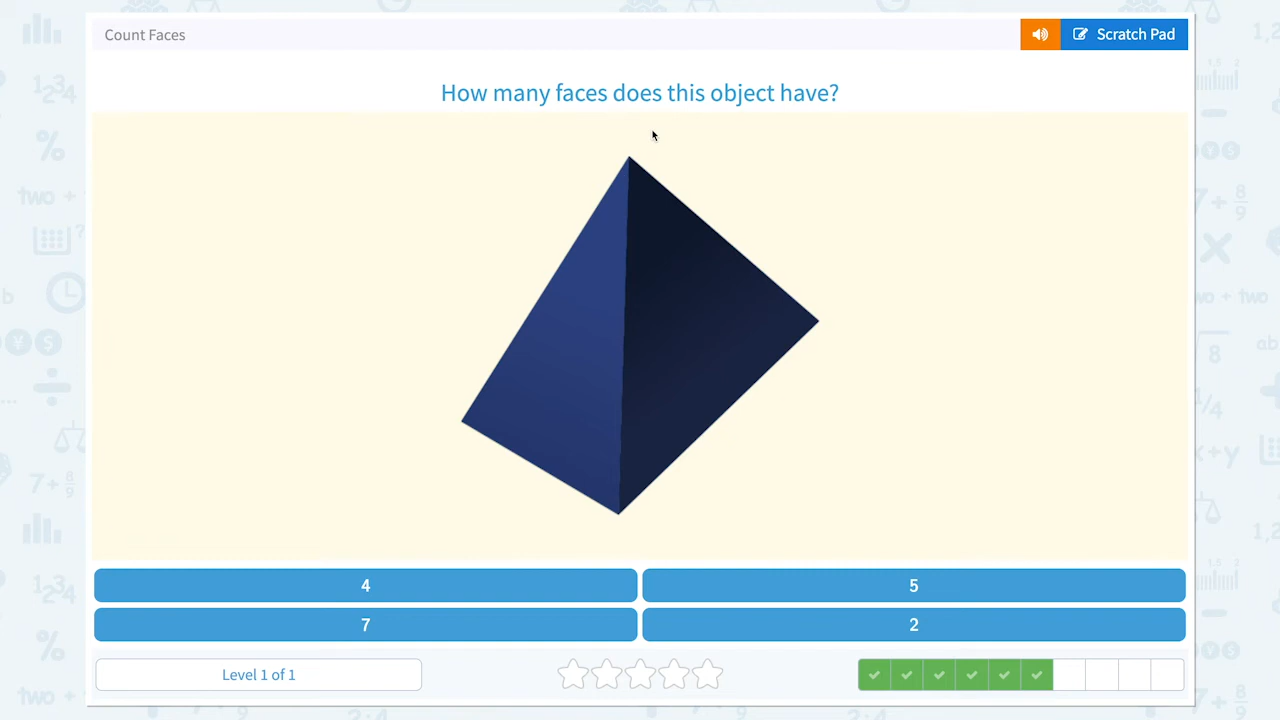 Count Faces
Scratch Pad
How many faces does this object have?
4
5
7
2
Level 1 of 1